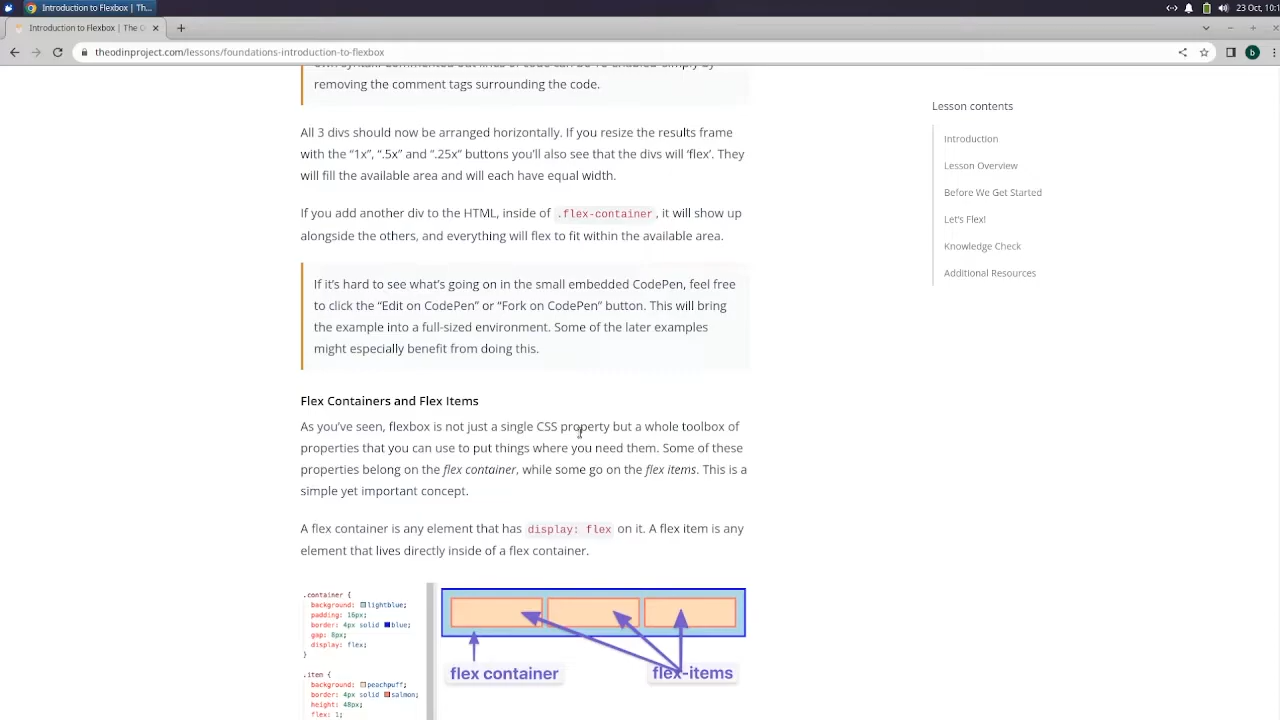 Introduction to Flexbox | Th...
23 Oct, 10:1
Introduction to Flexbox | The O
theodinproject.com/lessons/foundations-introduction-to-flexbox
b
removing the comment tags surrounding the code.
All 3 divs should now be arranged horizontally. If you resize the results frame
with the “1x”, “.5x” and “.25x” buttons you’ll also see that the divs will ‘flex’. They
will fill the available area and will each have equal width.
If you add another div to the HTML, inside of .flex-container, it will show up
alongside the others, and everything will flex to fit within the available area.
If it’s hard to see what’s going on in the small embedded CodePen, feel free
to click the “Edit on CodePen” or “Fork on CodePen” button. This will bring
the example into a full-sized environment. Some of the later examples
might especially benefit from doing this.
Flex Containers and Flex Items
As you’ve seen, flexbox is not just a single CSS property but a whole toolbox of
properties that you can use to put things where you need them. Some of these
properties belong on the flex container, while some go on the flex items. This is a
simple yet important concept.
A flex container is any element that has display: flex on it. A flex item is any
element that lives directly inside of a flex container.
.container {
background: lightblue;
padding: 16px;
border: 4px solid blue;
gap: 8px;
display: flex;
}
.item {
background: peachpuff;
border: 4px solid salmon;
height: 48px;
flex: 1;
flex container
flex-items
Lesson contents
Introduction
Lesson Overview
Before We Get Started
Let’s Flex!
Knowledge Check
Additional Resources